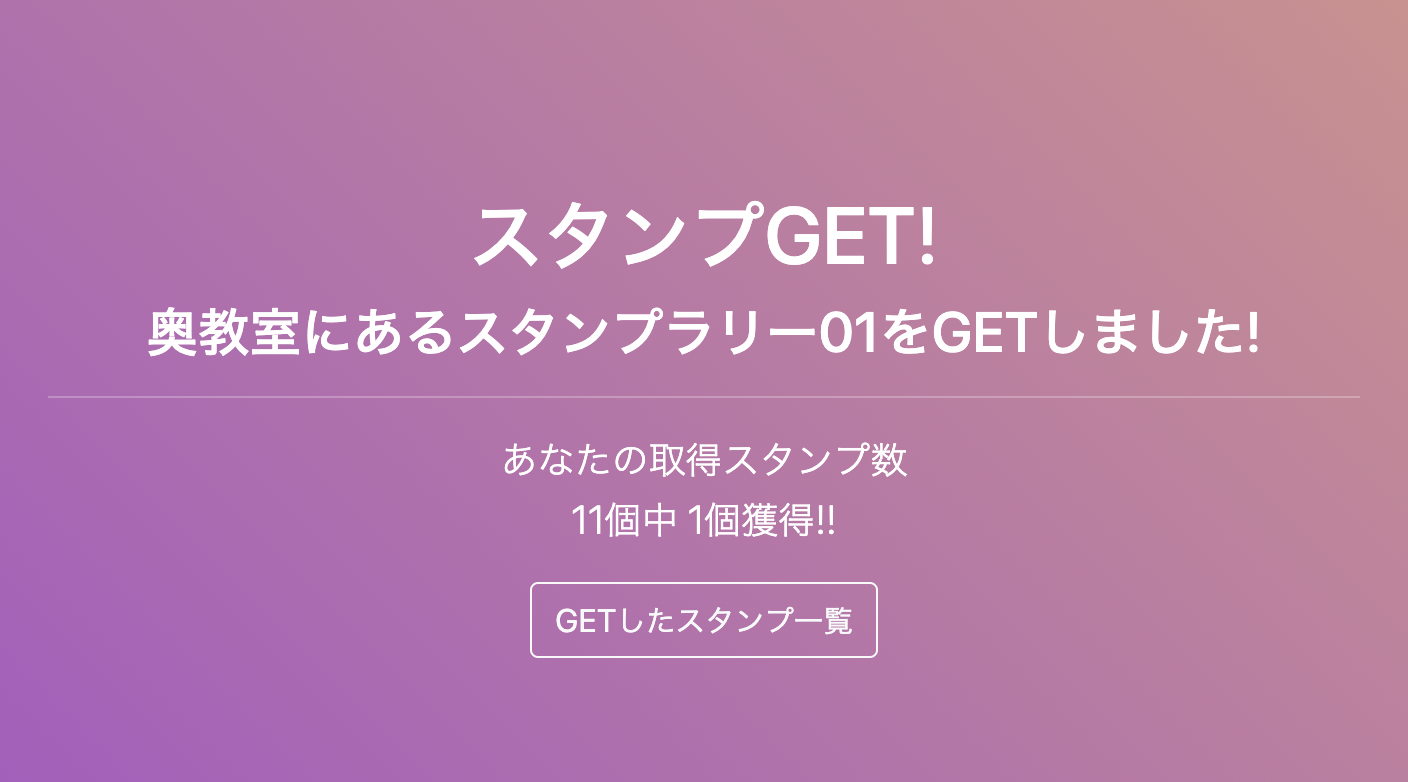 スタンプGET!
奥教室にあるスタンプラリー01をGETしました!
あなたの取得スタンプ数
11個中 1個獲得!!
GETしたスタンプ一覧